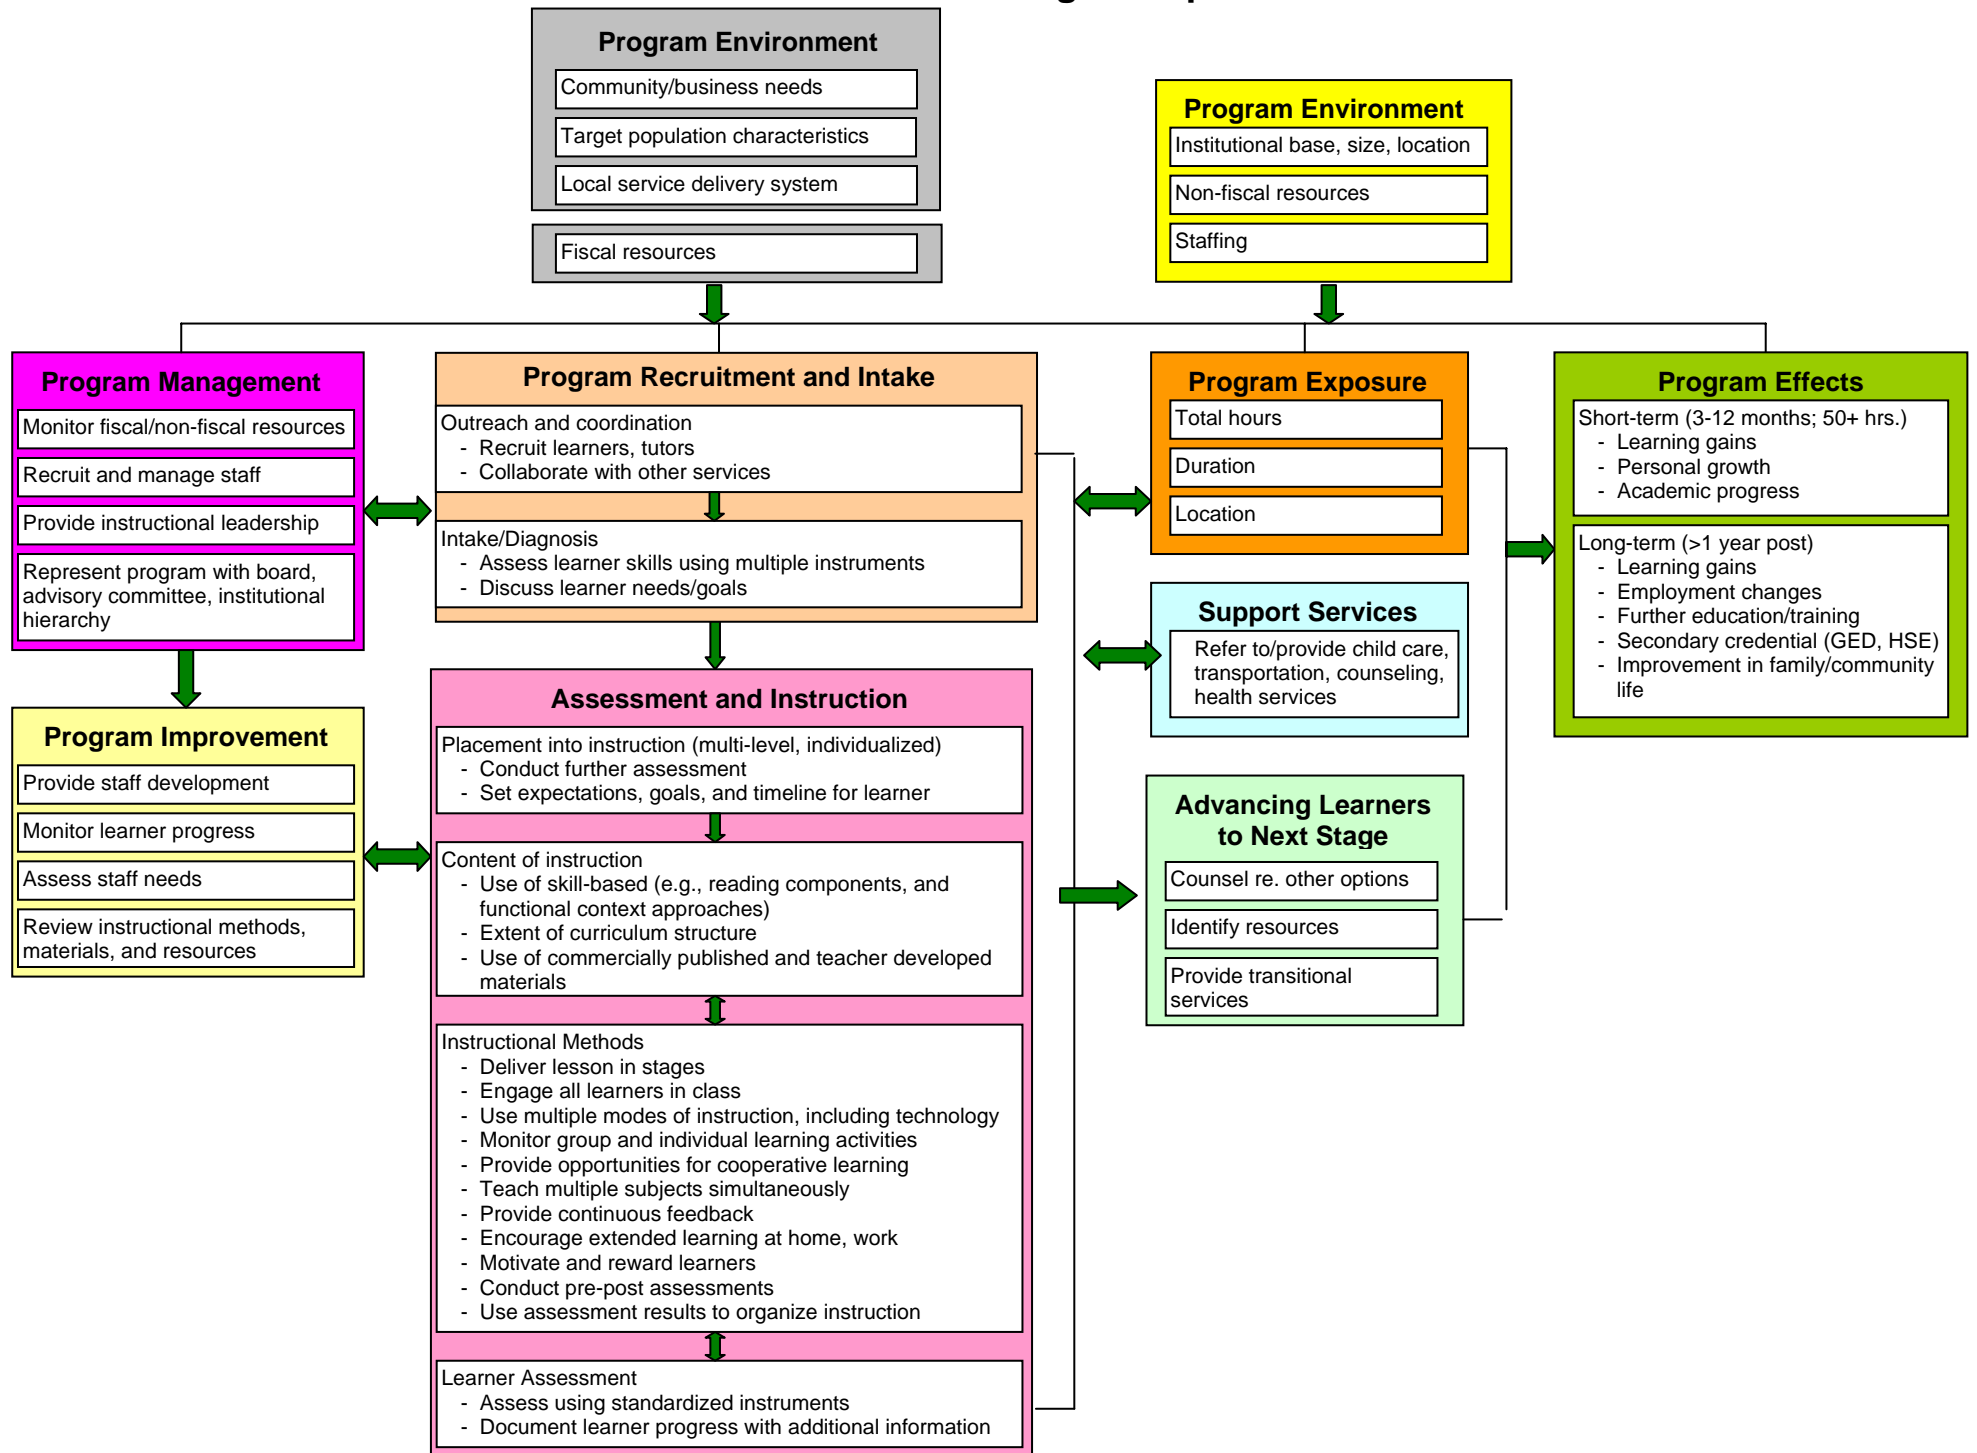 Program Environment
Community/business needs
Target population characteristics
Local service delivery system
Fiscal resources
Program Environment
Institutional base, size, location
Non-fiscal resources
Staffing
Program Management
Monitor fiscal/non-fiscal resources
Recruit and manage staff
Provide instructional leadership
Represent program with board,
advisory committee, institutional
hierarchy
Program Improvement
Provide staff development
Monitor learner progress
Assess staff needs
Review instructional methods,
materials, and resources
Program Recruitment and Intake
Outreach and coordination
- Recruit learners, tutors
- Collaborate with other services
Intake/Diagnosis
- Assess learner skills using multiple instruments
- Discuss learner needs/goals
Assessment and Instruction
Placement into instruction (multi-level, individualized)
- Conduct further assessment
- Set expectations, goals, and timeline for learner
Content of instruction
- Use of skill-based (e.g., reading components, and
functional context approaches)
- Extent of curriculum structure
- Use of commercially published and teacher developed
materials
Instructional Methods
- Deliver lesson in stages
- Engage all learners in class
- Use multiple modes of instruction, including technology
- Monitor group and individual learning activities
- Provide opportunities for cooperative learning
- Teach multiple subjects simultaneously
- Provide continuous feedback
- Encourage extended learning at home, work
- Motivate and reward learners
- Conduct pre-post assessments
- Use assessment results to organize instruction
Learner Assessment
- Assess using standardized instruments
- Document learner progress with additional information
Program Exposure
Total hours
Duration
Location
Support Services
Refer to/provide child care,
transportation, counseling,
health services
Advancing Learners
to Next Stage
Counsel re. other options
Identify resources
Provide transitional
services
Program Effects
Short-term (3-12 months; 50+ hrs.)
- Learning gains
- Personal growth
- Academic progress
Long-term (>1 year post)
- Learning gains
- Employment changes
- Further education/training
- Secondary credential (GED, HSE)
- Improvement in family/community
life